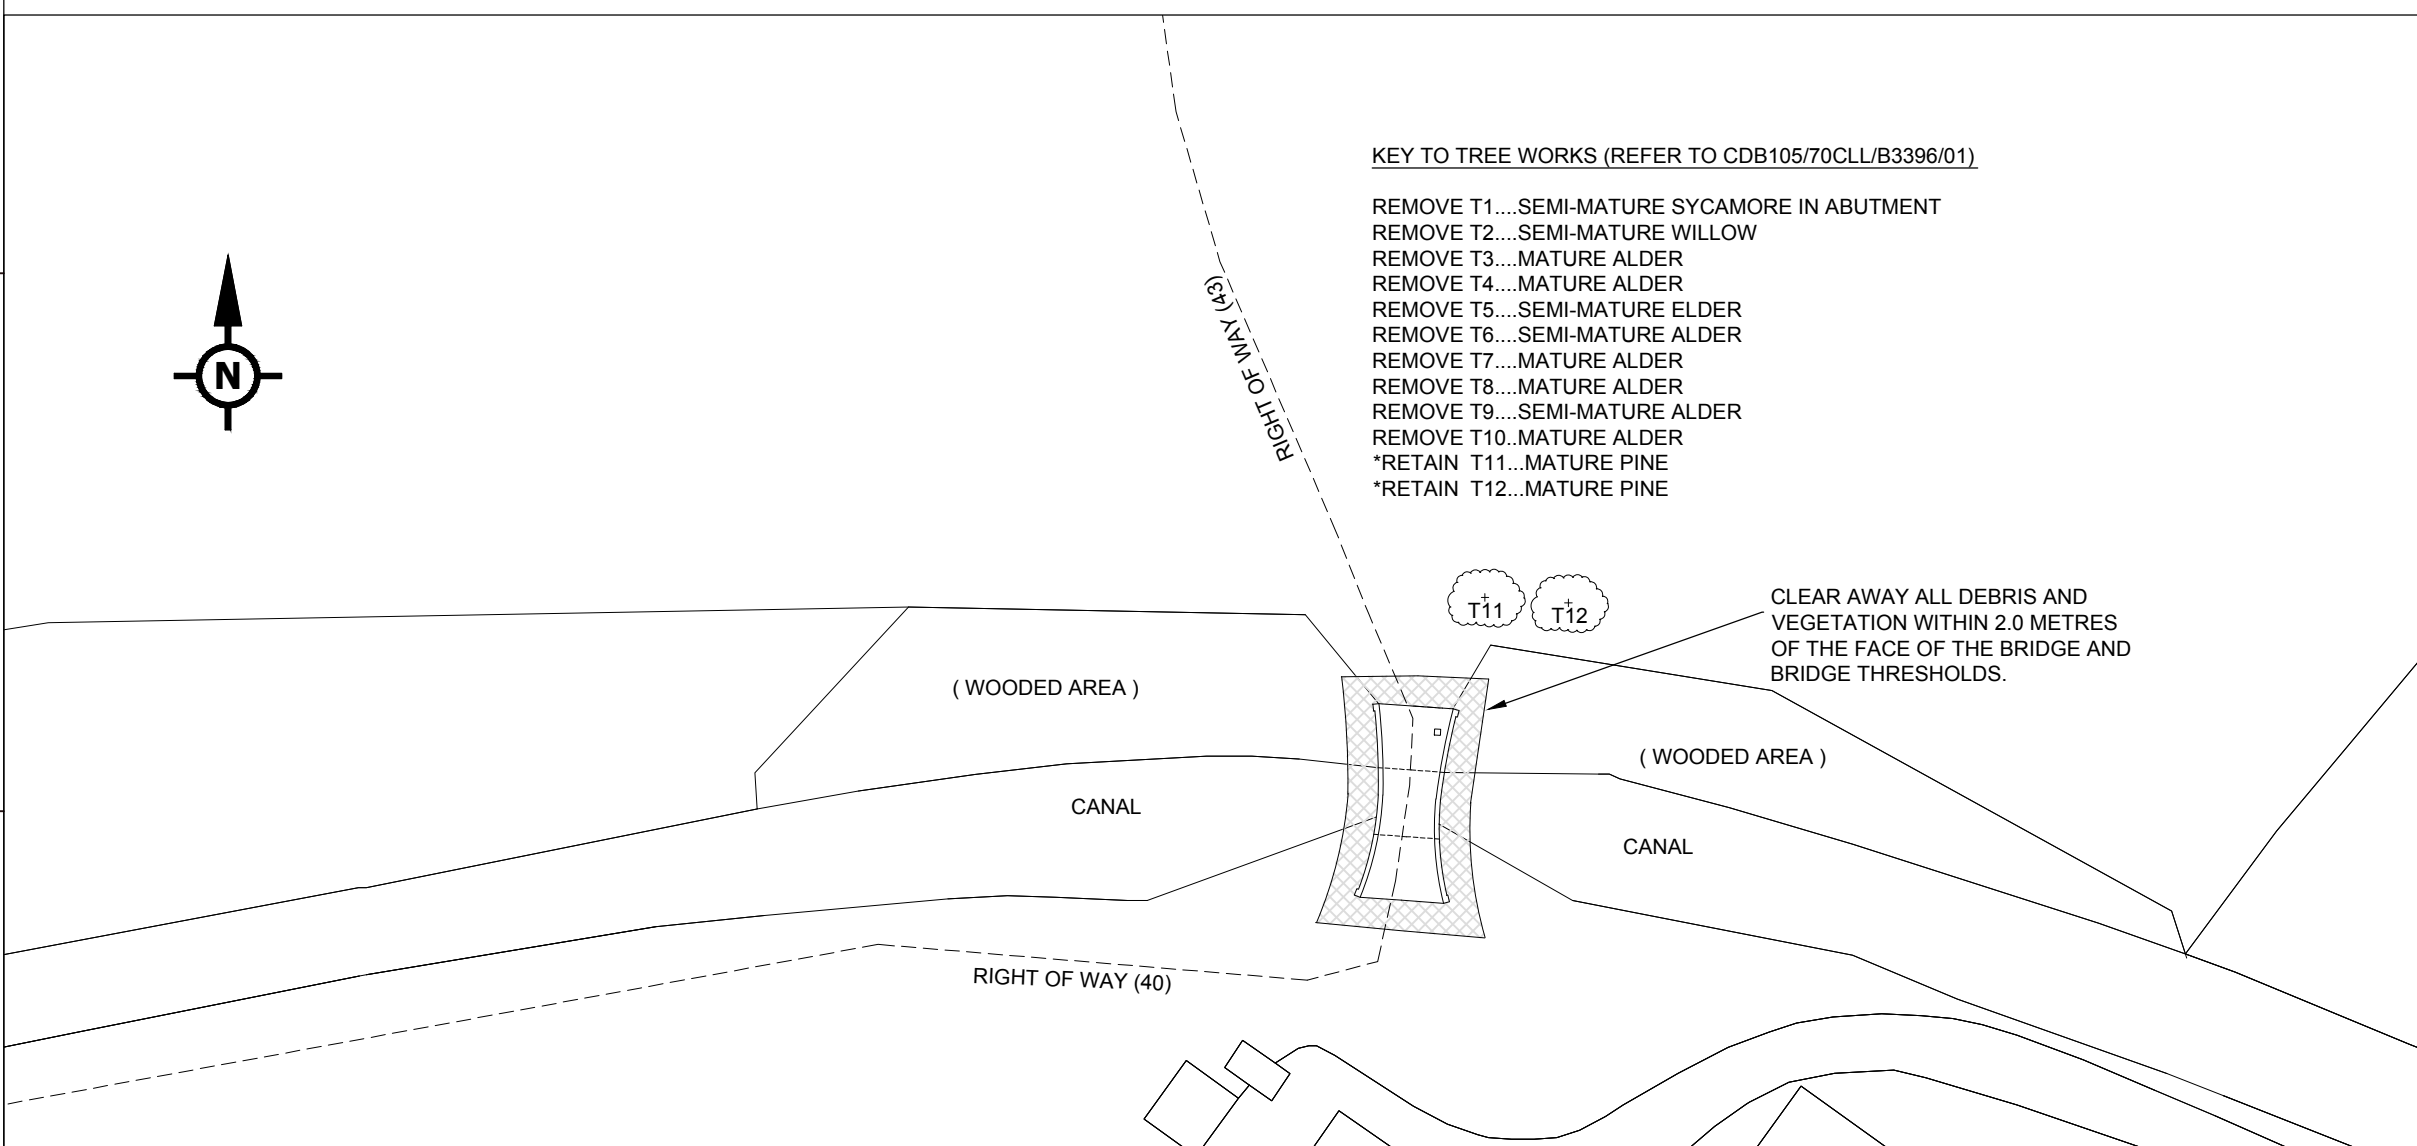 KEY TO TREE WORKS (REFER TO CDB105/70CLL/B3396/01)
REMOVE T1....SEMI-MATURE SYCAMORE IN ABUTMENT
REMOVE T2....SEMI-MATURE WILLOW
REMOVE T3....MATURE ALDER
REMOVE T4....MATURE ALDER
REMOVE T5....SEMI-MATURE ELDER
REMOVE T6....SEMI-MATURE ALDER
REMOVE T7....MATURE ALDER
REMOVE T8....MATURE ALDER
REMOVE T9....SEMI-MATURE ALDER
REMOVE T10..MATURE ALDER
*RETAIN T11...MATURE PINE
*RETAIN T12...MATURE PINE
N
RIGHT OF WAY (43)
T11
T12
CLEAR AWAY ALL DEBRIS AND
VEGETATION WITHIN 2.0 METRES
OF THE FACE OF THE BRIDGE AND
BRIDGE THRESHOLDS.
( WOODED AREA )
( WOODED AREA )
CANAL
CANAL
RIGHT OF WAY (40)